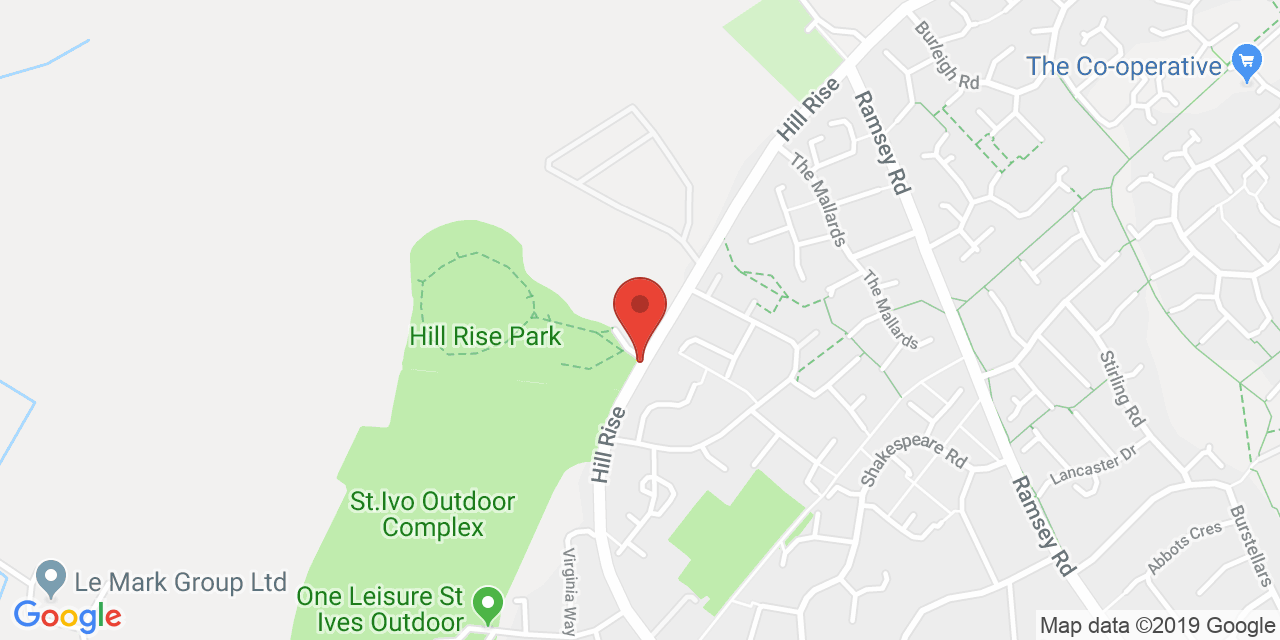 Burleigh Rd
The Co-operative
Hill Rise
Ramsey Rd
The Mallards
The Mallards
Hill Rise Park
Stirling Rd
Hill Rise
Shakespeare Rd
Lancaster Dr
St.Ivo Outdoor
Complex
Ramsey Rd
Burstellars
Abbots Cres
Virginia Way
Le Mark Group Ltd
One Leisure St
Ives Outdoor
Google
Map data ©2019 Google